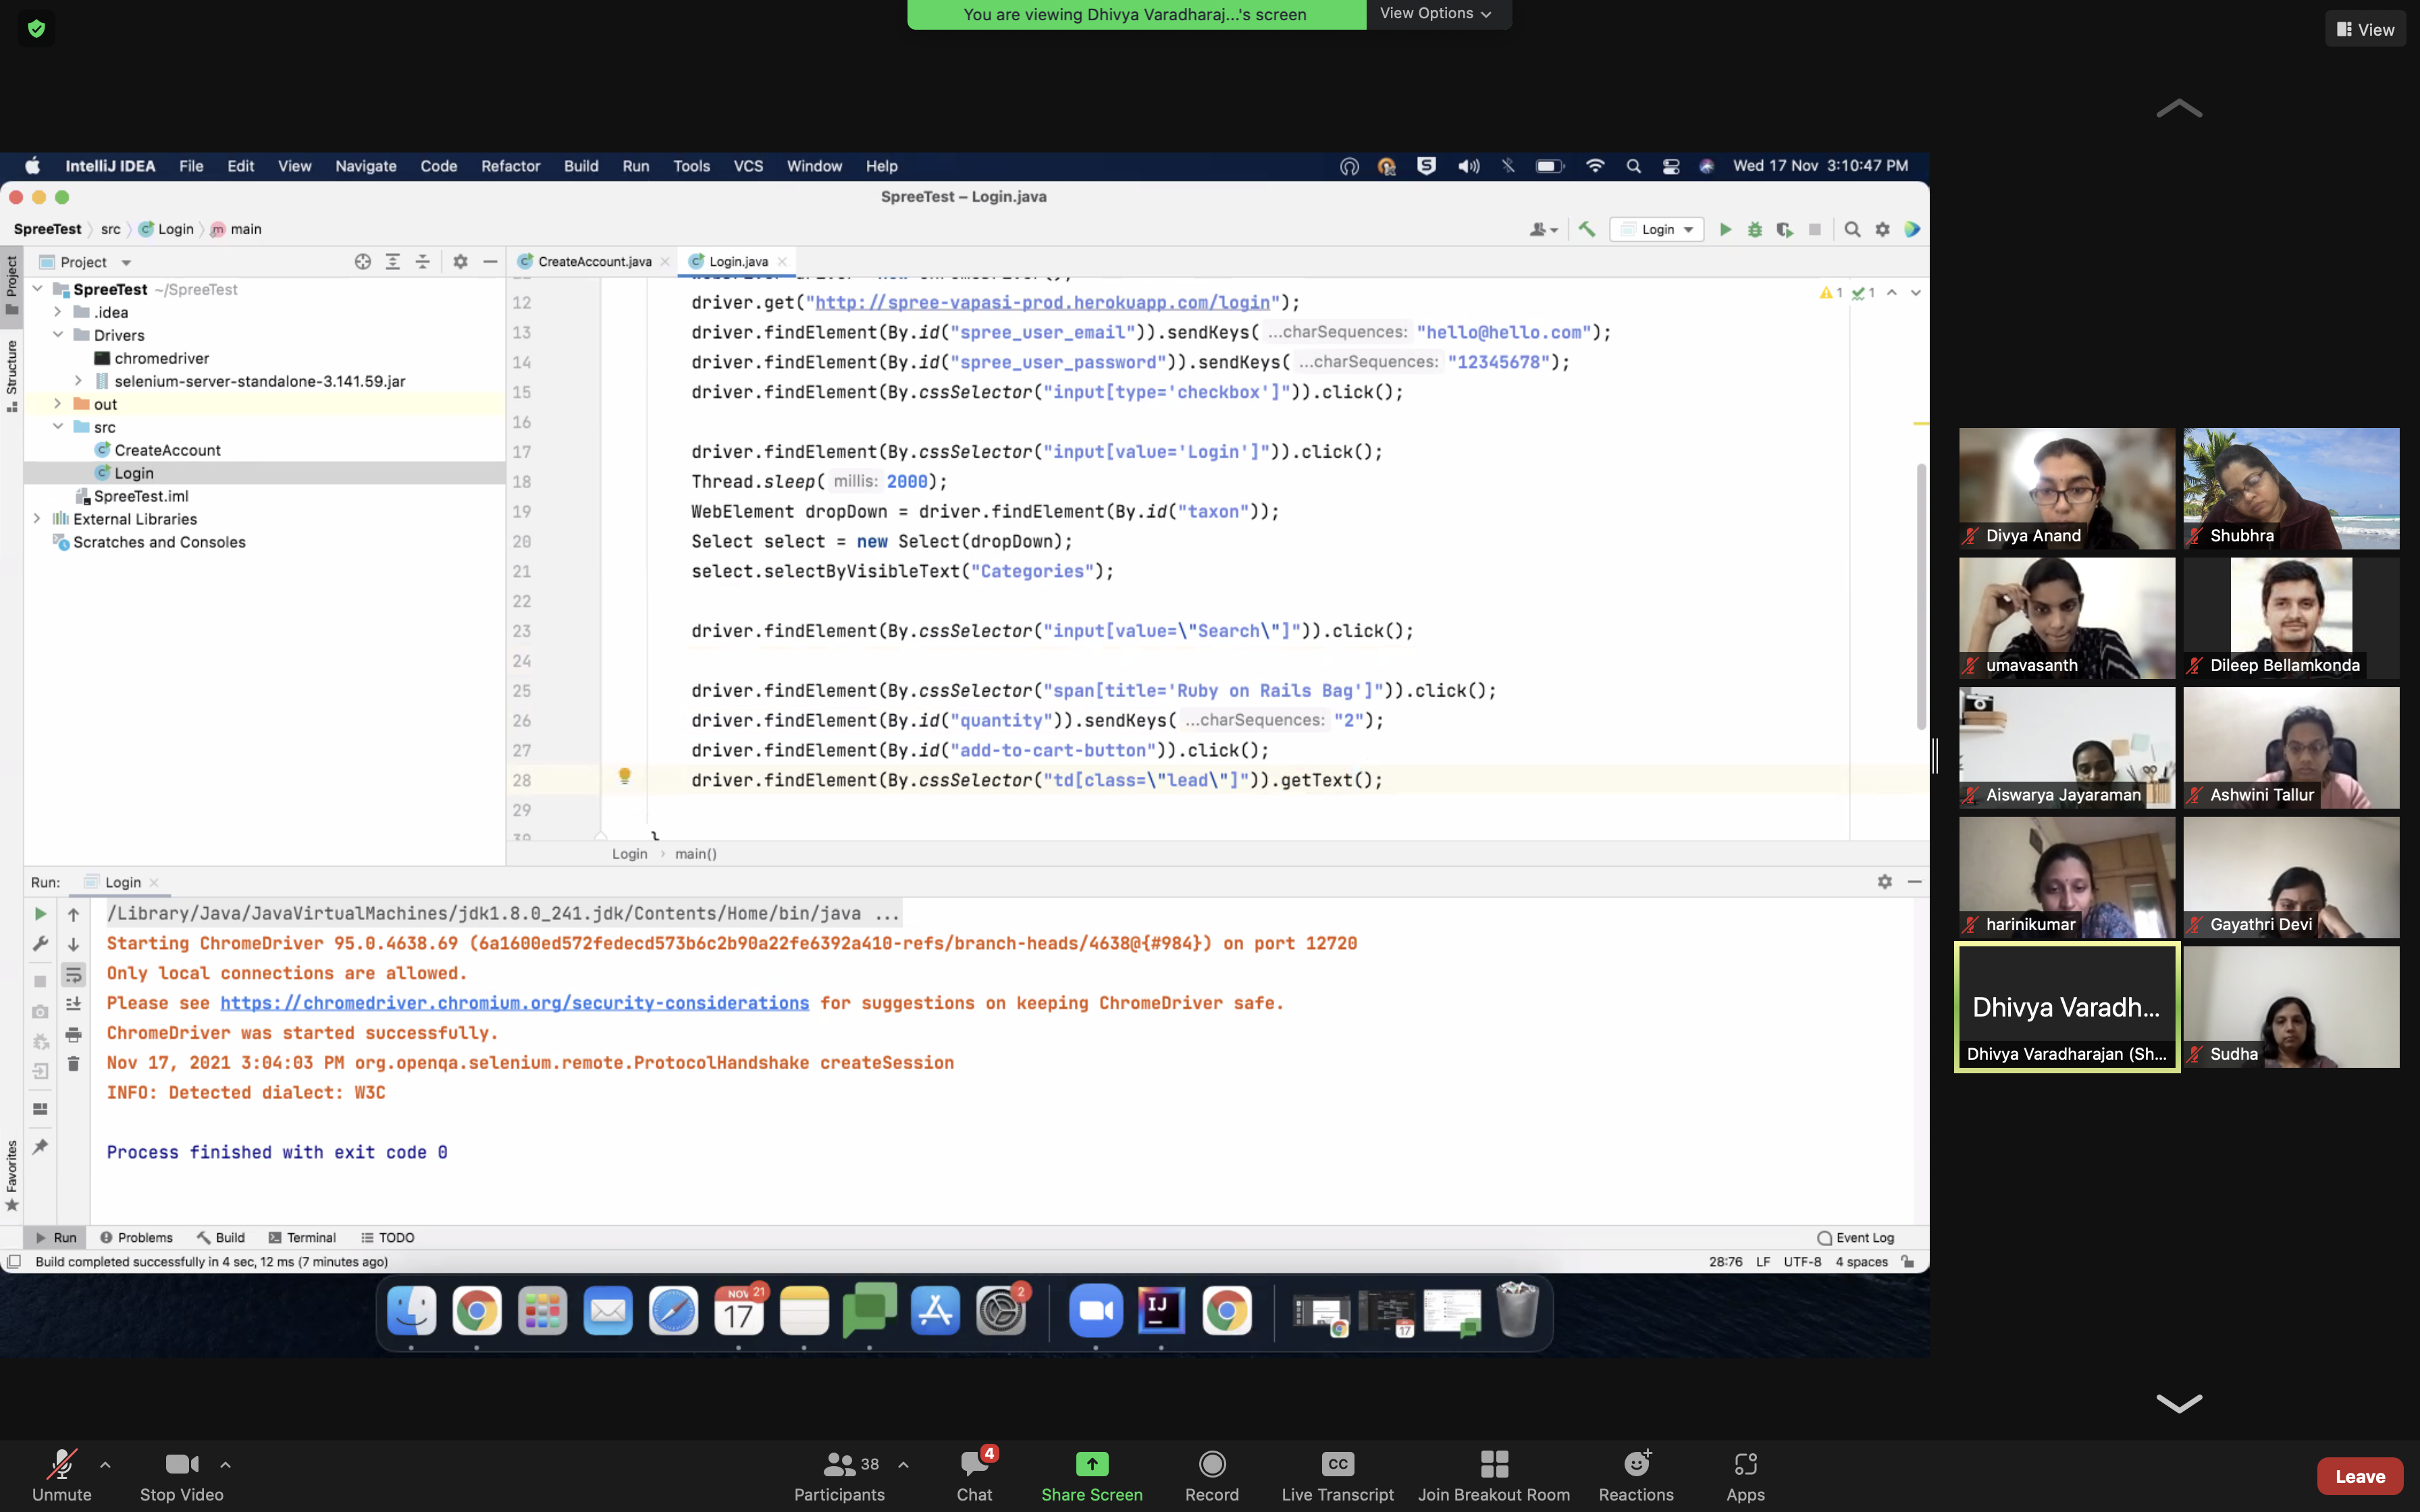 You are viewing Dhivya Varadharaj...'s screen
View Options
View
IntelliJ IDEA File Edit View Navigate Code Refactor Build Run Tools VCS Window Help
Wed 17 Nov 3:10:47 PM
SpreeTest – Login.java
SpreeTest src Login main
Login
Project
CreateAccount.java
Login.java
Project
Structure
Favorites
SpreeTest ~/SpreeTest
.idea
Drivers
chromedriver
selenium-server-standalone-3.141.59.jar
out
src
CreateAccount
Login
SpreeTest.iml
External Libraries
Scratches and Consoles
1 1
12 driver.get("http://spree-vapasi-prod.herokuapp.com/login");
13 driver.findElement(By.id("spree_user_email")).sendKeys( ...charSequences: "hello@hello.com");
14 driver.findElement(By.id("spree_user_password")).sendKeys( ...charSequences: "12345678");
15 driver.findElement(By.cssSelector("input[type='checkbox']")).click();
16
17 driver.findElement(By.cssSelector("input[value='Login']")).click();
18 Thread.sleep( millis: 2000);
19 WebElement dropDown = driver.findElement(By.id("taxon"));
20 Select select = new Select(dropDown);
21 select.selectByVisibleText("Categories");
22
23 driver.findElement(By.cssSelector("input[value=\"Search\"]")).click();
24
25 driver.findElement(By.cssSelector("span[title='Ruby on Rails Bag']")).click();
26 driver.findElement(By.id("quantity")).sendKeys( ...charSequences: "2");
27 driver.findElement(By.id("add-to-cart-button")).click();
28 driver.findElement(By.cssSelector("td[class=\"lead\"]")).getText();
29
Login main()
Run: Login
/Library/Java/JavaVirtualMachines/jdk1.8.0_241.jdk/Contents/Home/bin/java ...
Starting ChromeDriver 95.0.4638.69 (6a1600ed572fedecd573b6c2b90a22fe6392a410-refs/branch-heads/4638@{#984}) on port 12720
Only local connections are allowed.
Please see https://chromedriver.chromium.org/security-considerations for suggestions on keeping ChromeDriver safe.
ChromeDriver was started successfully.
Nov 17, 2021 3:04:03 PM org.openqa.selenium.remote.ProtocolHandshake createSession
INFO: Detected dialect: W3C
Process finished with exit code 0
Run Problems Build Terminal TODO
Event Log
Build completed successfully in 4 sec, 12 ms (7 minutes ago)
28:76 LF UTF-8 4 spaces
NOV 21
17
2
IJ
17
Divya Anand
Shubhra
umavasanth
Dileep Bellamkonda
Aiswarya Jayaraman
Ashwini Tallur
harinikumar
Gayathri Devi
Dhivya Varadh...
Dhivya Varadharajan (Sh...
Sudha
Unmute
Stop Video
38
Participants
4
Chat
Share Screen
Record
CC
Live Transcript
Join Breakout Room
Reactions
Apps
Leave